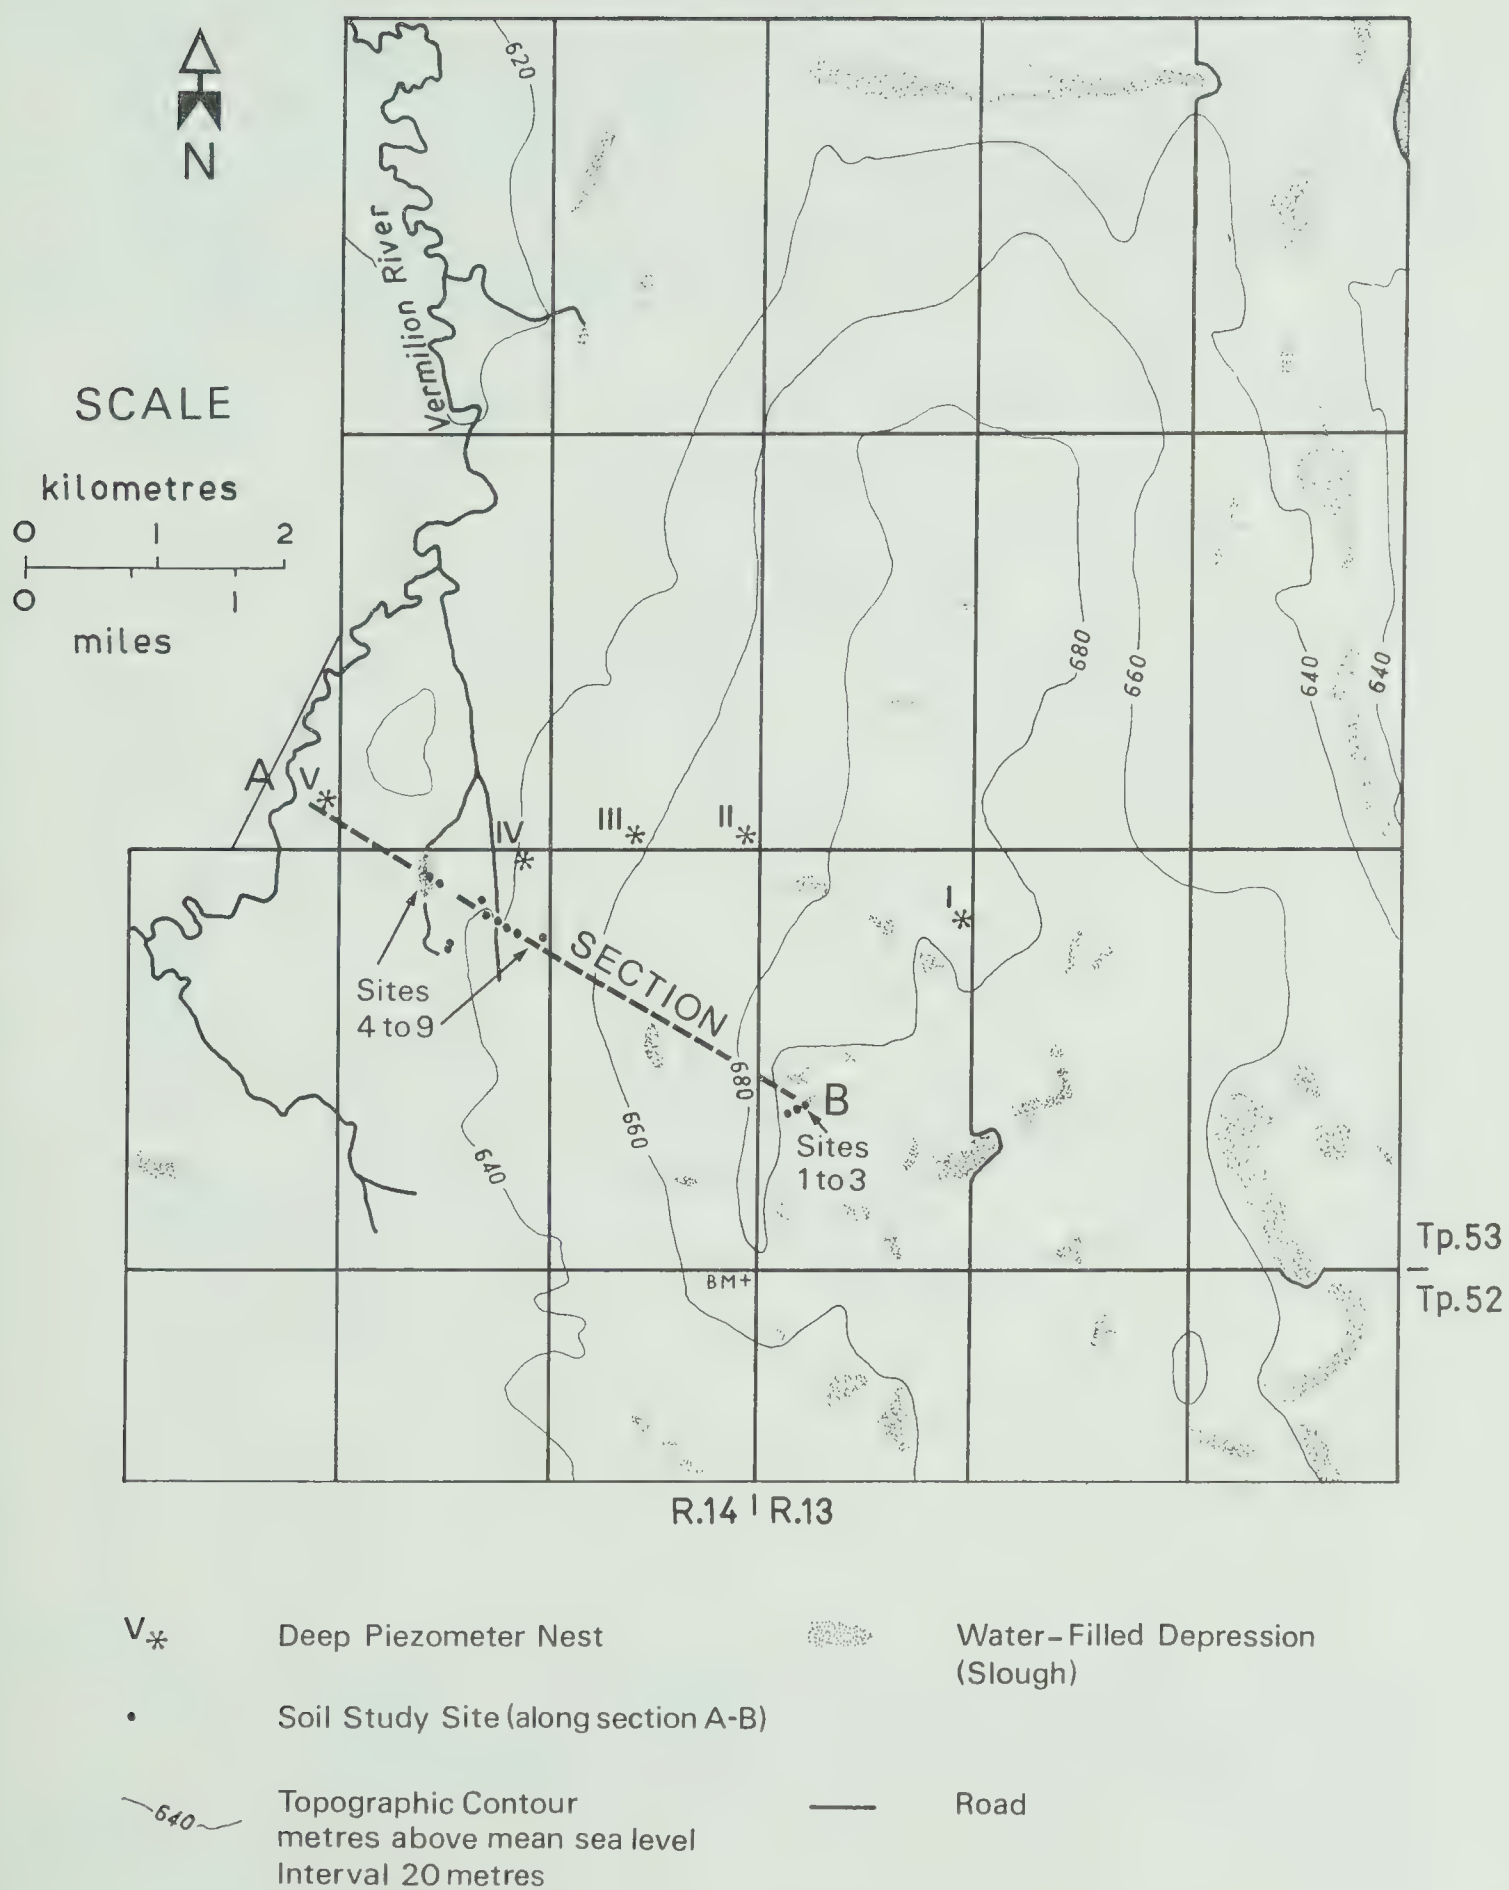 620
N
Vermilion River
SCALE
kilometres
0 1 2
0 1
miles
680
660
640
640
A
V*
IV
*
III *
II *
I
*
SECTION
Sites
4 to 9
680
B
Sites
1 to 3
660
640
BM+
Tp.53
Tp.52
R.14 R.13
V* Deep Piezometer Nest
Water-Filled Depression
(Slough)
• Soil Study Site (along section A-B)
640 Topographic Contour
metres above mean sea level
Interval 20 metres
Road